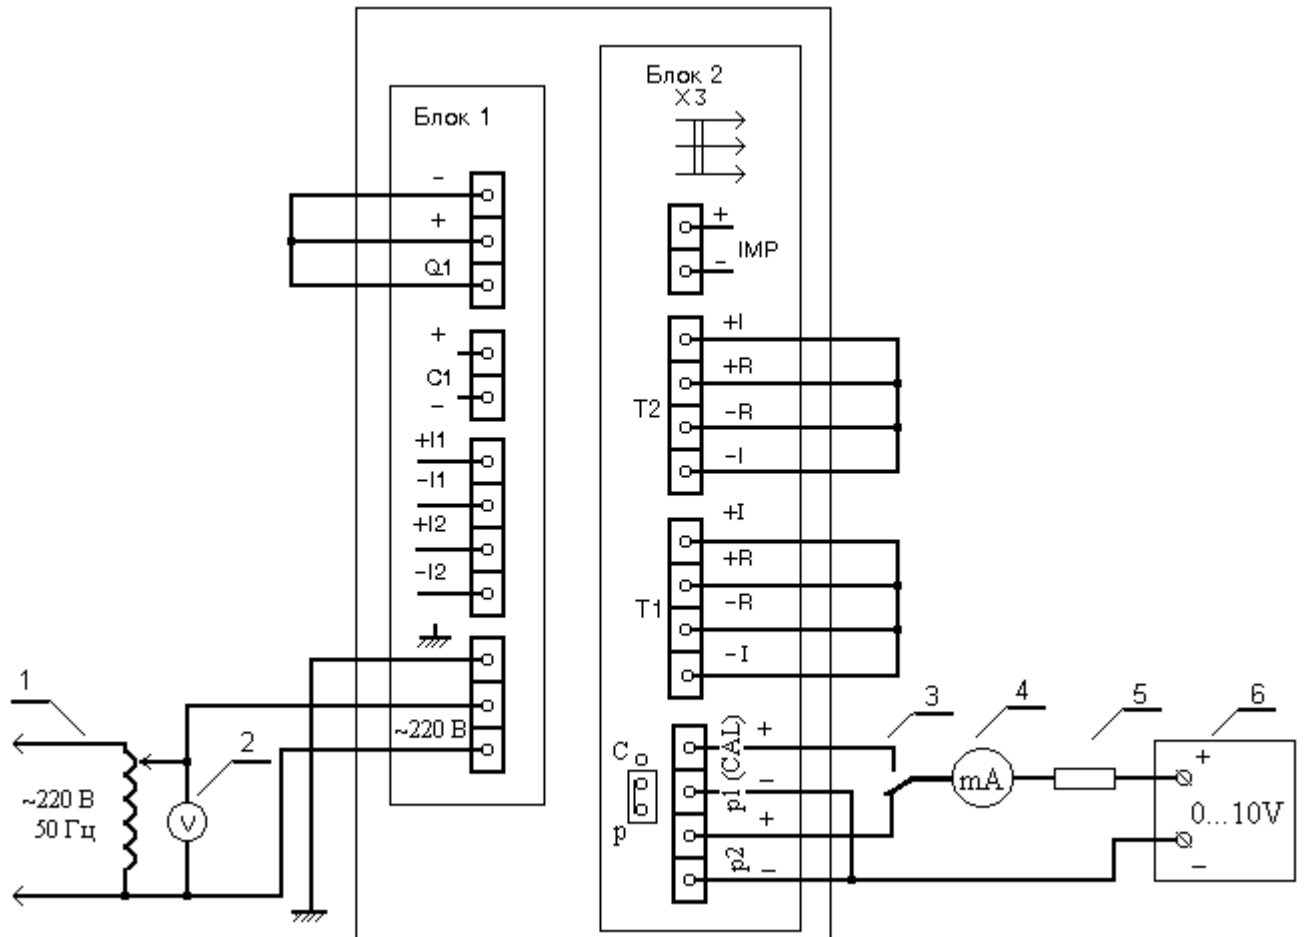 Блок 1
-
+
Q1
+
C1
-
+I1
-I1
+I2
-I2
~220 В
Блок 2
X3
+
IMP
-
+I
+R
T2
-R
-I
+I
+R
T1
-R
-I
C
p
p1 (CAL)
+
-
p2
+
-
1
2
~220 В
50 Гц
V
3
4
5
6
mA
+
0...10V
-